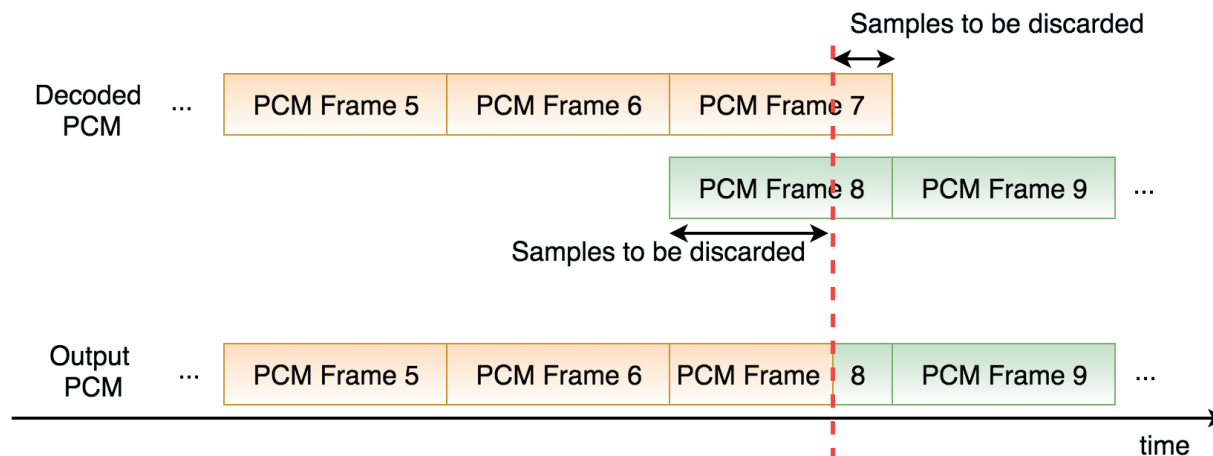 Samples to be discarded
Decoded
PCM
...
PCM Frame 5
PCM Frame 6
PCM Frame 7
PCM Frame 8
PCM Frame 9
...
Samples to be discarded
Output
PCM
...
PCM Frame 5
PCM Frame 6
PCM Frame
8
PCM Frame 9
...
time